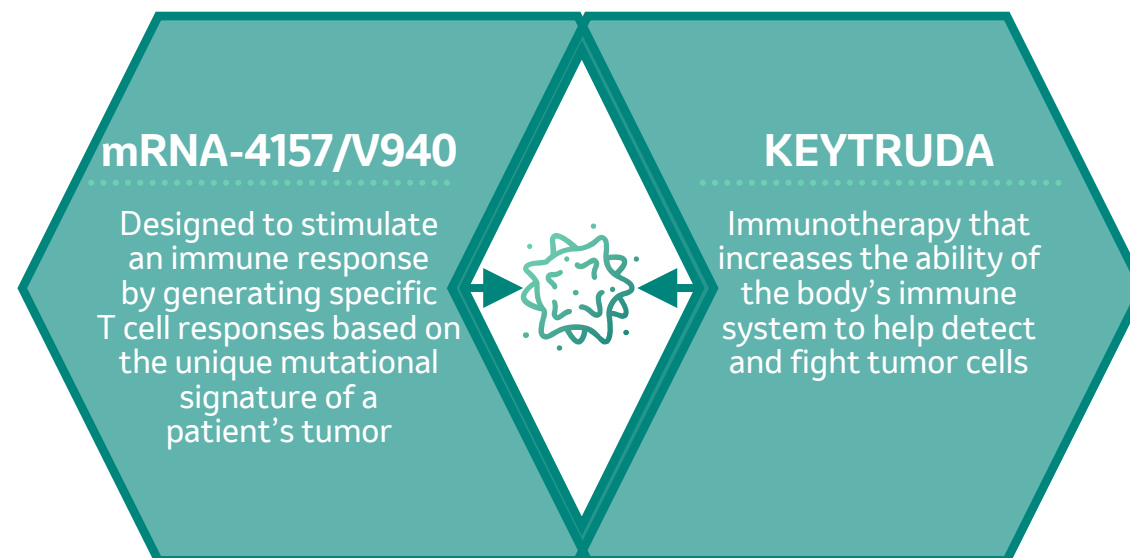 mRNA-4157/V940
Designed to stimulate
an immune response
by generating specific
T cell responses based on
the unique mutational
signature of a
patient’s tumor
KEYTRUDA
Immunotherapy that
increases the ability of
the body’s immune
system to help detect
and fight tumor cells